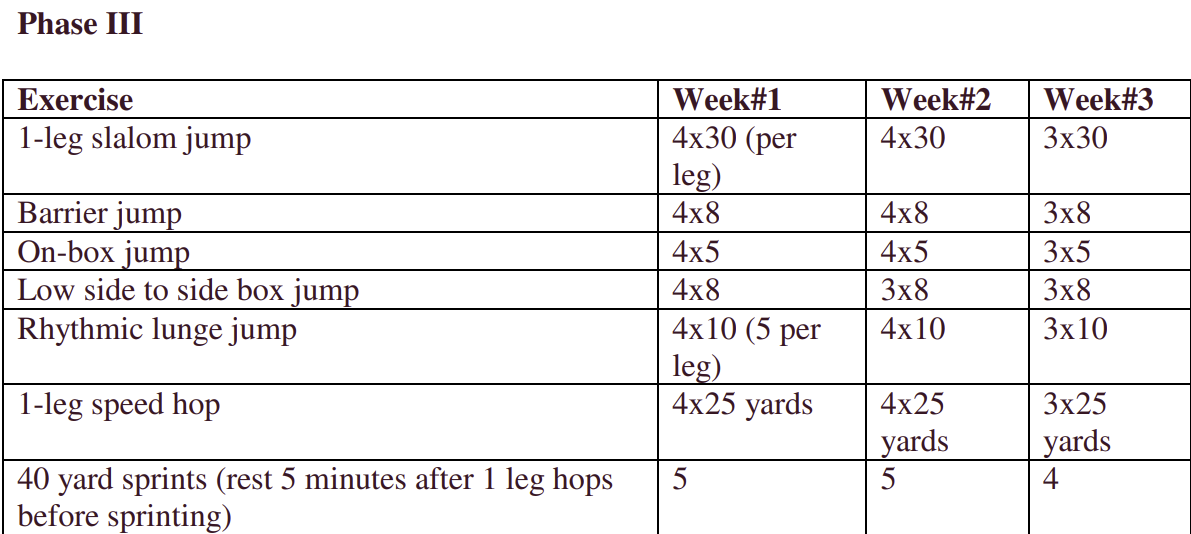 Phase III
Exercise Week#1 Week#2 Week#3
1-leg slalom jump 4x30 (per 4x30 3x30
leg)
Barrier jump 4x8 4x8 3x8
On-box jump 4x5 4x5 3x5
Low side to side box jump 4x8 3x8 3x8
Rhythmic lunge jump 4x10 (5 per 4x10 3x10
leg)
1-leg speed hop 4x25 yards 4x25 3x25
yards yards
40 yard sprints (rest 5 minutes after 1 leg hops 5 5 4
before sprinting)